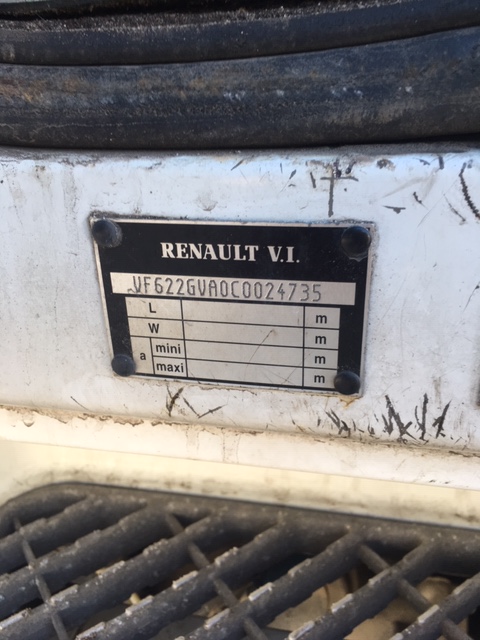 RENAULT V.I.
VF622GVA0C0024735
L m
W m
a mini m
maxi m